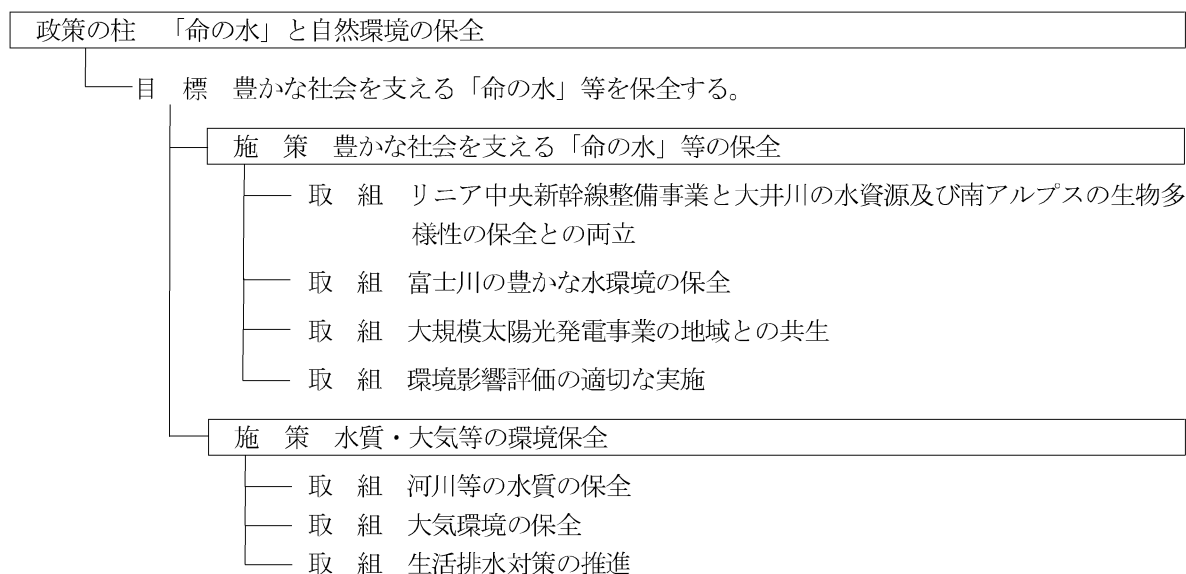 政策の柱　「命の水」と自然環境の保全
目　標　豊かな社会を支える「命の水」等を保全する。
施　策　豊かな社会を支える「命の水」等の保全
取　組　リニア中央新幹線整備事業と大井川の水資源及び南アルプスの生物多
様性の保全との両立
取　組　富士川の豊かな水環境の保全
取　組　大規模太陽光発電事業の地域との共生
取　組　環境影響評価の適切な実施
施　策　水質・大気等の環境保全
取　組　河川等の水質の保全
取　組　大気環境の保全
取　組　生活排水対策の推進